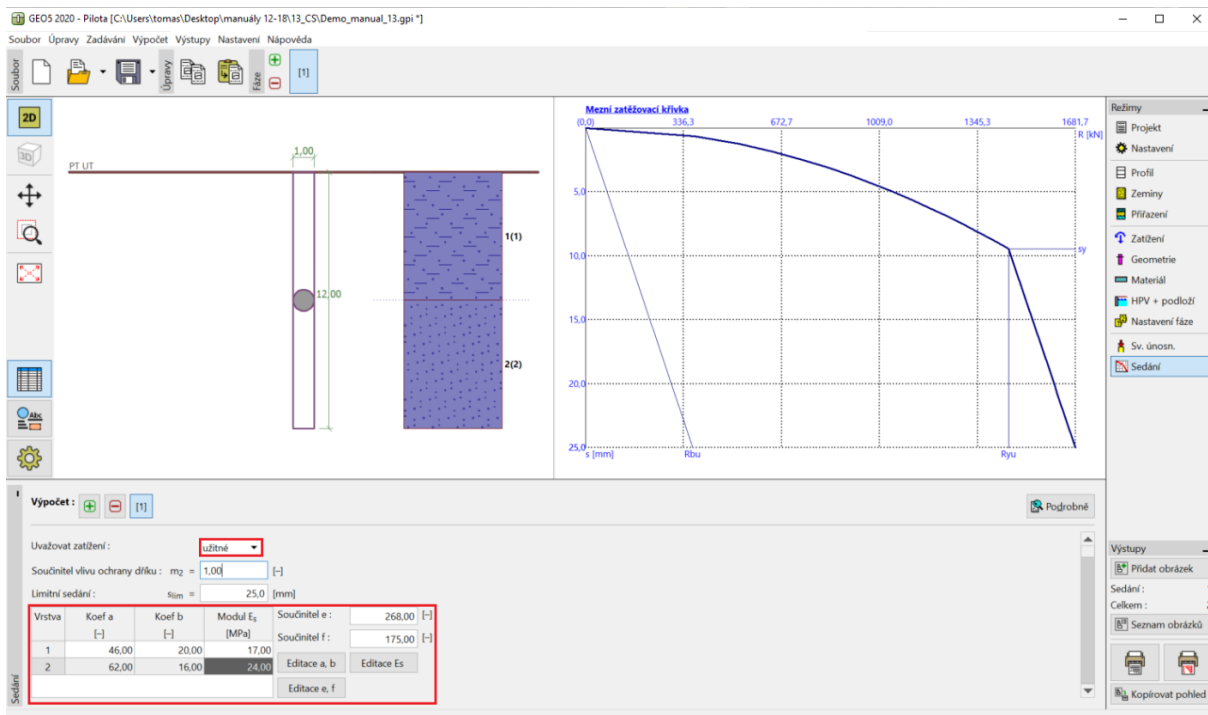 GEO5 2020 - Pilota [C:\Users\tomas\Desktop\manuály 12-18\13_CS\Demo_manual_13.gpi *]
Soubor Úpravy Zadávání Výpočet Výstupy Nastavení Nápověda
Soubor
Úpravy
Fáze
[1]
2D
3D
PT UT
1,00
12,00
1(1)
2(2)
Mezní zatěžovací křivka
(0,0) 336,3 672,7 1009,0 1345,3 1681,7
R [kN]
5,0
sy
10,0
15,0
20,0
25,0
s [mm]
Rbu
Ryu
Režimy
Projekt
Nastavení
Profil
Zeminy
Přiřazení
Zatížení
Geometrie
Materiál
HPV + podloží
Nastavení fáze
Sv. únosn.
Sedání
Sedání
Výpočet : [1]
Podrobně
Uvažovat zatížení : užitné
Součinitel vlivu ochrany dříku : m2 = 1,00 [–]
Limitní sedání : slim = 25,0 [mm]
Vrstva Koef a Koef b Modul Es
[–] [–] [MPa]
1 46,00 20,00 17,00
2 62,00 16,00 24,00
Součinitel e : 268,00 [–]
Součinitel f : 175,00 [–]
Editace a, b Editace Es
Editace e, f
Výstupy
Přidat obrázek
Sedání :
Celkem :
Seznam obrázků
Kopírovat pohled